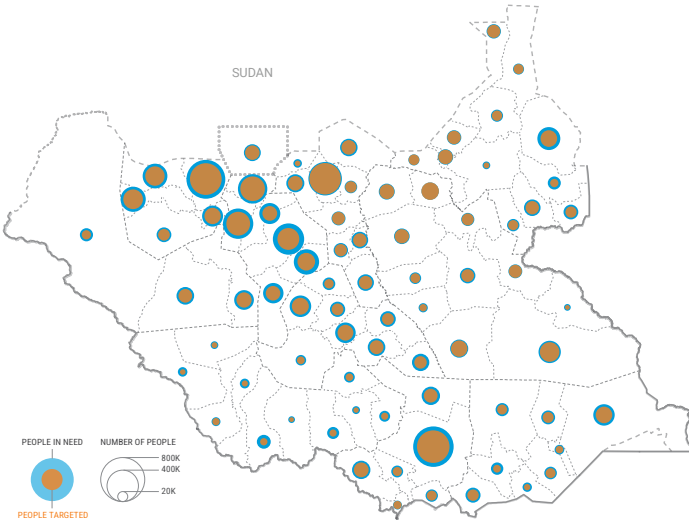 SUDAN
PEOPLE IN NEED
PEOPLE TARGETED
NUMBER OF PEOPLE
800K
400K
20K